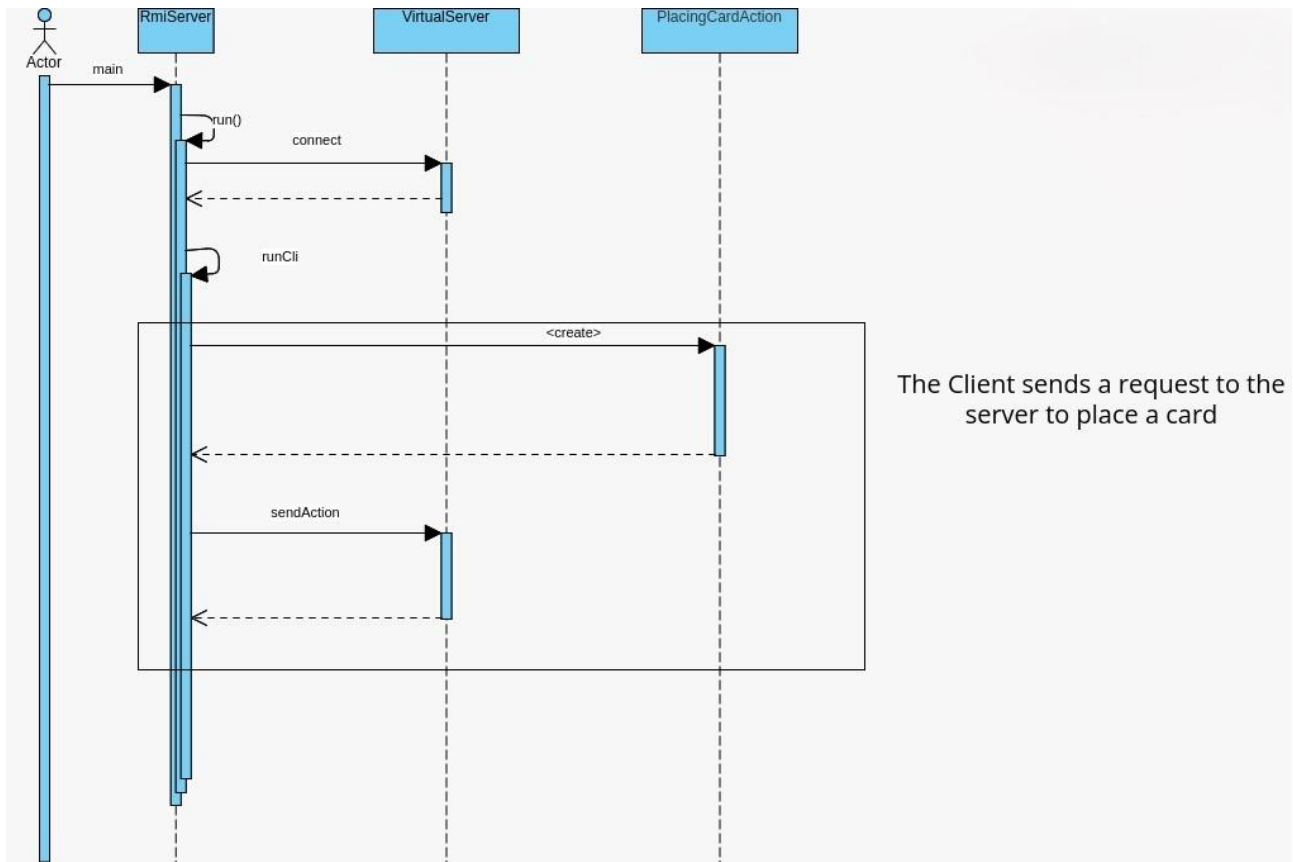 RmiServer
VirtualServer
PlacingCardAction
Actor
main
run()
connect
runCli
<create>
The Client sends a request to the
server to place a card
sendAction